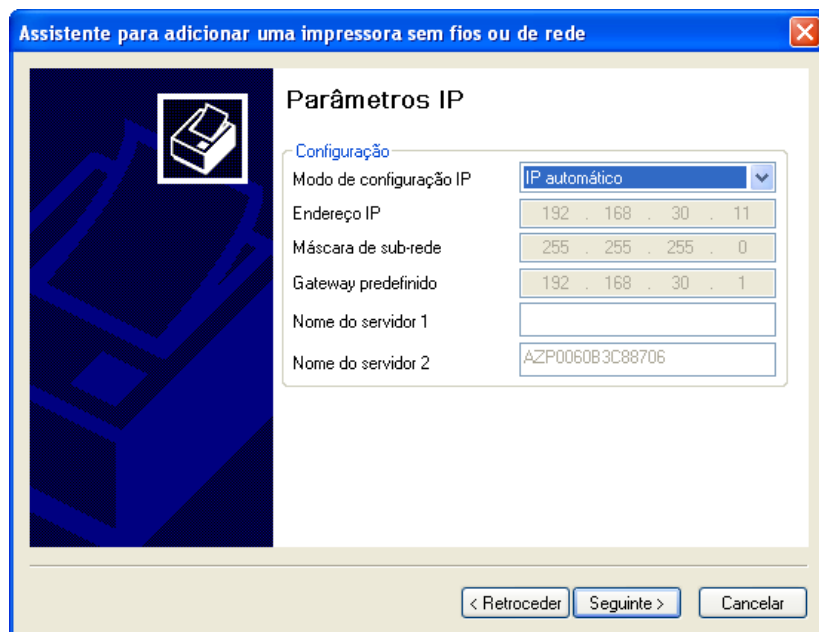 Assistente para adicionar uma impressora sem fios ou de rede
Parâmetros IP
Configuração
Modo de configuração IP IP automático
Endereço IP 192 . 168 . 30 . 11
Máscara de sub-rede 255 . 255 . 255 . 0
Gateway predefinido 192 . 168 . 30 . 1
Nome do servidor 1
Nome do servidor 2 AZP0060B3C88706
< Retroceder Seguinte > Cancelar